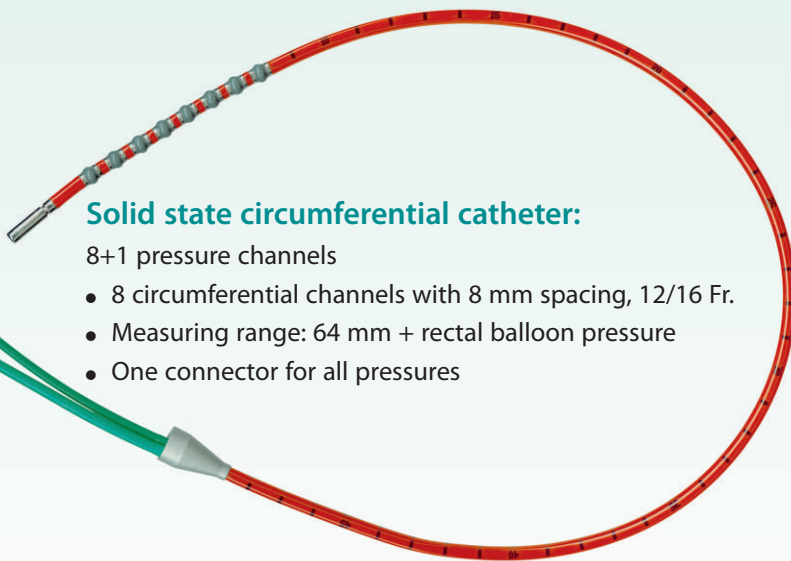 Solid state circumferential catheter:
8+1 pressure channels
• 8 circumferential channels with 8 mm spacing, 12/16 Fr.
• Measuring range: 64 mm + rectal balloon pressure
• One connector for all pressures